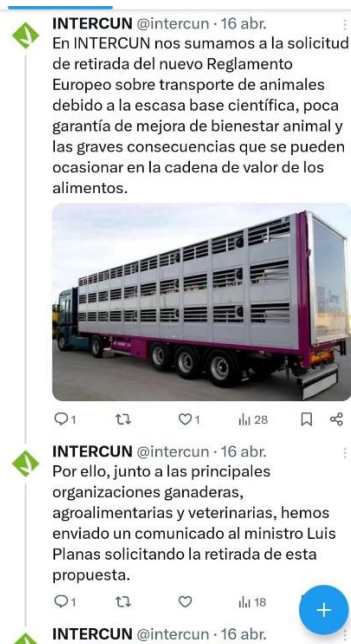 INTERCUN @intercun · 16 abr.
En INTERCUN nos sumamos a la solicitud
de retirada del nuevo Reglamento
Europeo sobre transporte de animales
debido a la escasa base científica, poca
garantía de mejora de bienestar animal y
las graves consecuencias que se pueden
ocasionar en la cadena de valor de los
alimentos.
1 1 28
INTERCUN @intercun · 16 abr.
Por ello, junto a las principales
organizaciones ganaderas,
agroalimentarias y veterinarias, hemos
enviado un comunicado al ministro Luis
Planas solicitando la retirada de esta
propuesta.
1 18
INTERCUN @intercun · 16 abr.